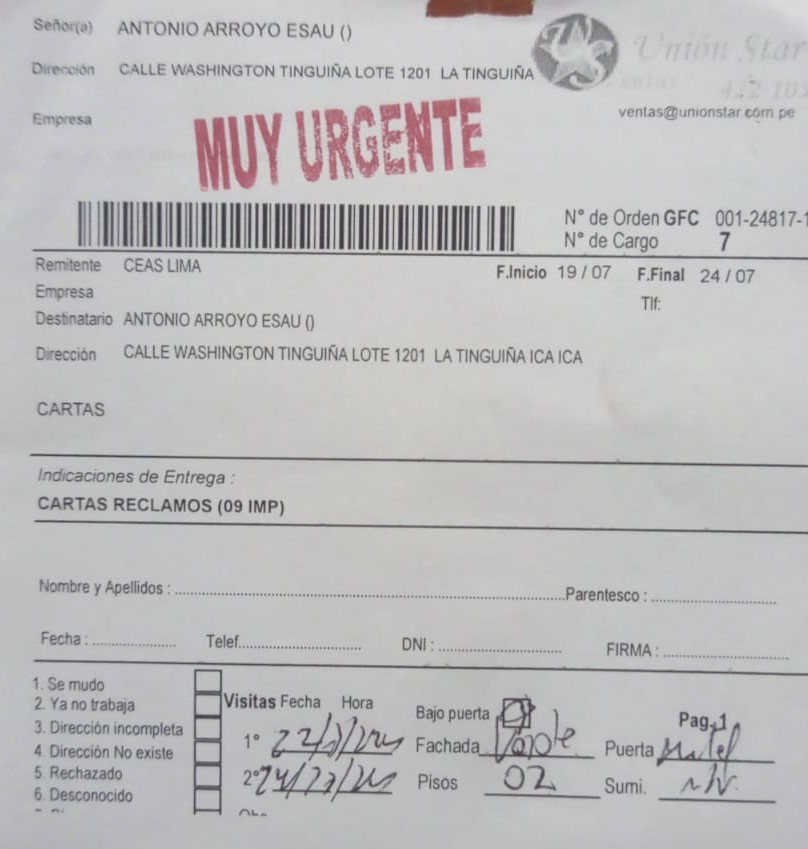 Señor(a) ANTONIO ARROYO ESAU ()
Unión Star
Dirección CALLE WASHINGTON TINGUIÑA LOTE 1201 LA TINGUIÑA
ventas@unionstar.com.pe
Empresa
MUY URGENTE
N° de Orden GFC 001-24817-1
N° de Cargo 7
Remitente CEAS LIMA
F.Inicio 19 / 07 F.Final 24 / 07
Empresa
Tlf:
Destinatario ANTONIO ARROYO ESAU ()
Dirección CALLE WASHINGTON TINGUIÑA LOTE 1201 LA TINGUIÑA ICA ICA
CARTAS
Indicaciones de Entrega :
CARTAS RECLAMOS (09 IMP)
Nombre y Apellidos : Parentesco :
Fecha : Telef. DNI : FIRMA :
1. Se mudo
2. Ya no trabaja
3. Dirección incompleta
4. Dirección No existe
5. Rechazado
6. Desconocido
Visitas Fecha Hora
1°
2°
Bajo puerta
Pag. 1
Fachada
Puerta
Pisos 02
Sumi.